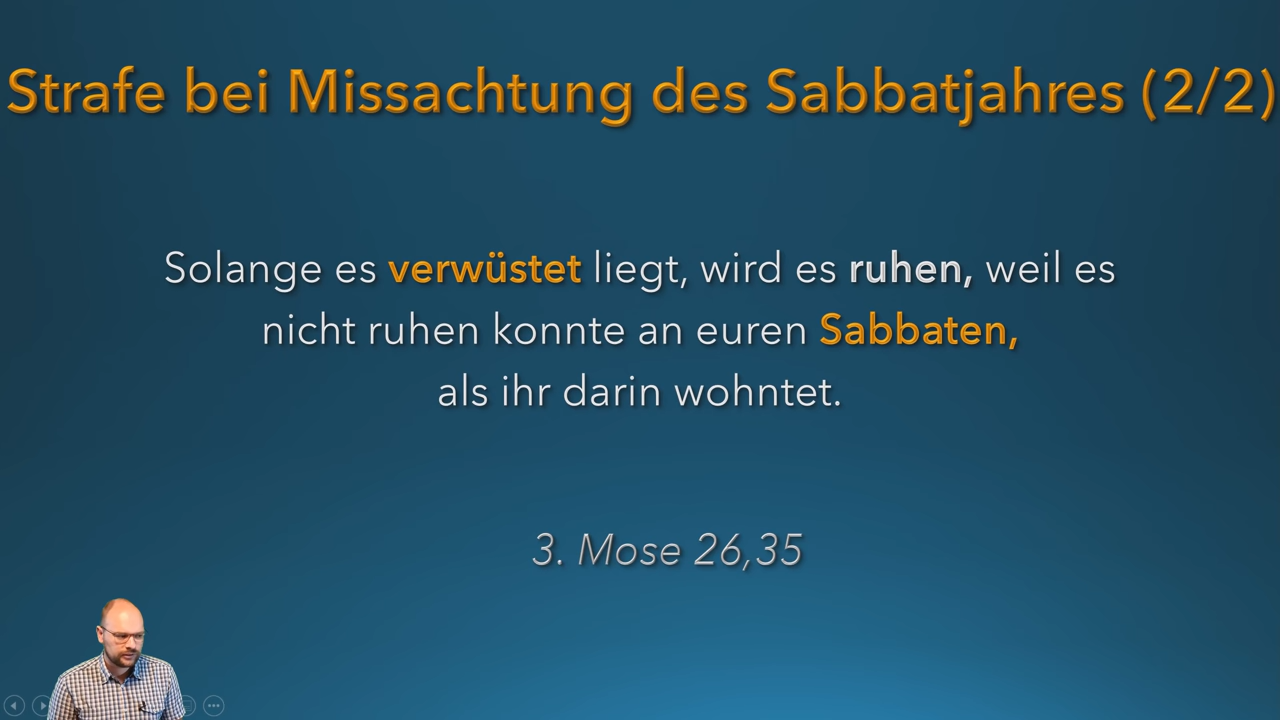 Strafe bei Missachtung des Sabbatjahres (2/2)
Solange es verwüstet liegt, wird es ruhen, weil es
nicht ruhen konnte an euren Sabbaten,
als ihr darin wohntet.
3. Mose 26,35